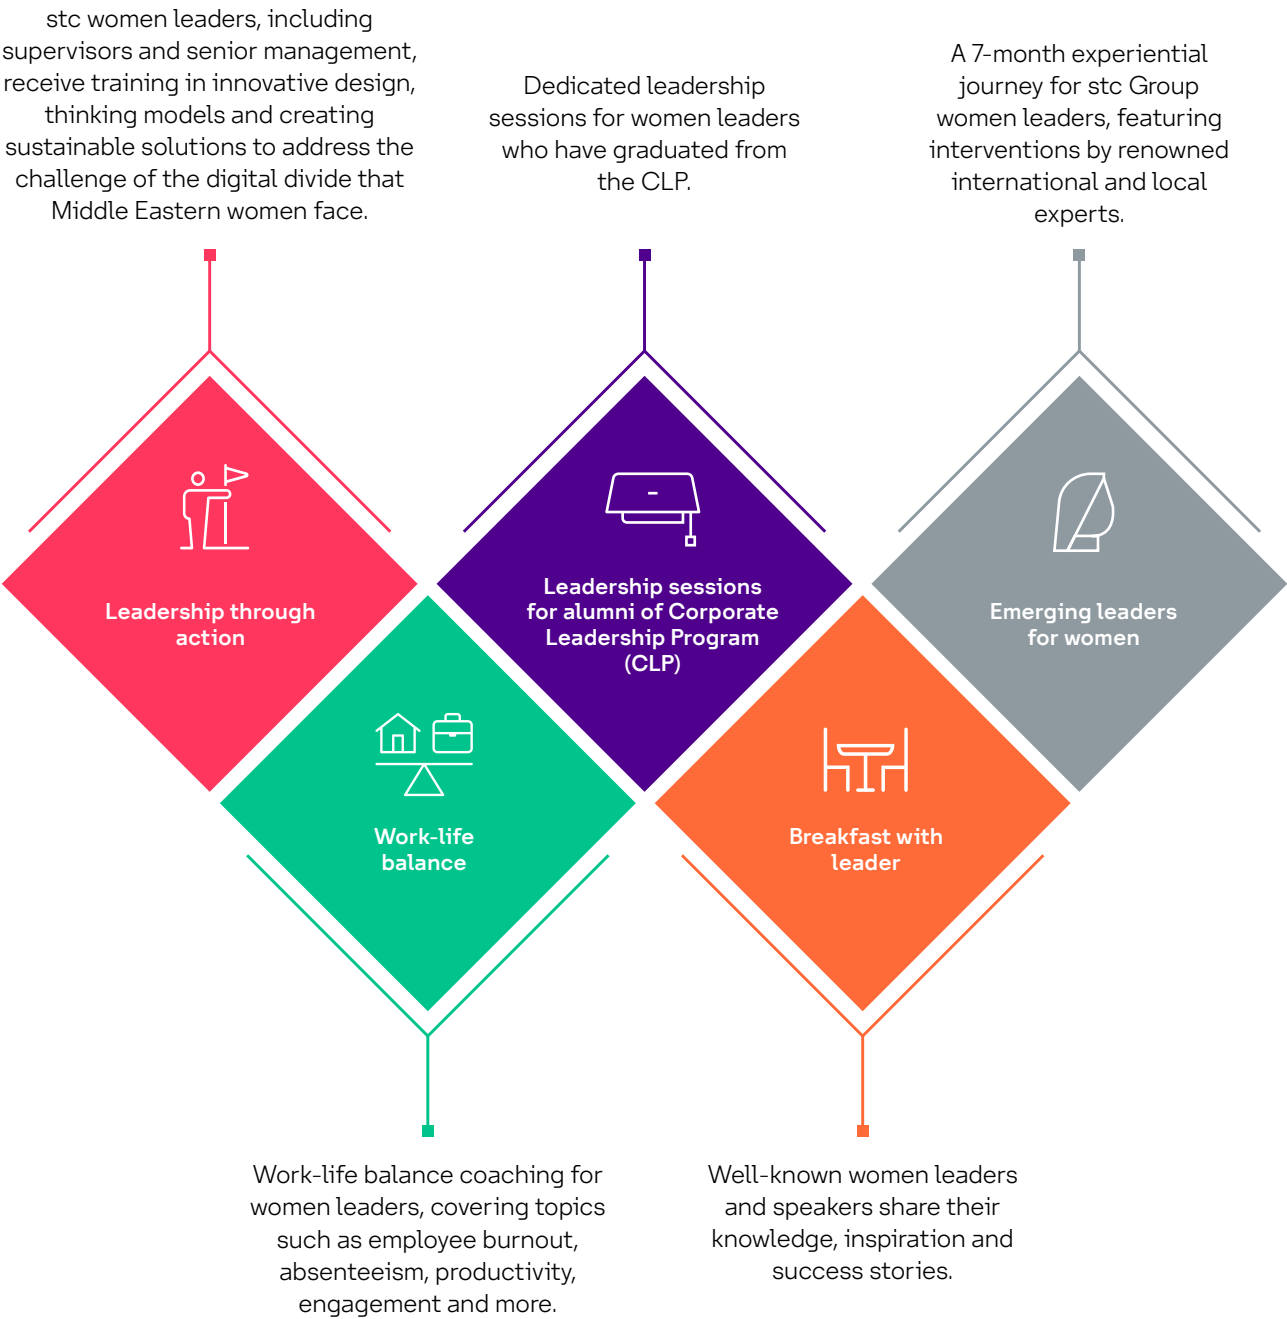 stc women leaders, including
supervisors and senior management,
receive training in innovative design,
thinking models and creating
sustainable solutions to address the
challenge of the digital divide that
Middle Eastern women face.
Dedicated leadership
sessions for women leaders
who have graduated from
the CLP.
A 7-month experiential
journey for stc Group
women leaders, featuring
interventions by renowned
international and local
experts.
Leadership through
action
Leadership sessions
for alumni of Corporate
Leadership Program
(CLP)
Emerging leaders
for women
Work-life
balance
Breakfast with
leader
Work-life balance coaching for
women leaders, covering topics
such as employee burnout,
absenteeism, productivity,
engagement and more.
Well-known women leaders
and speakers share their
knowledge, inspiration and
success stories.